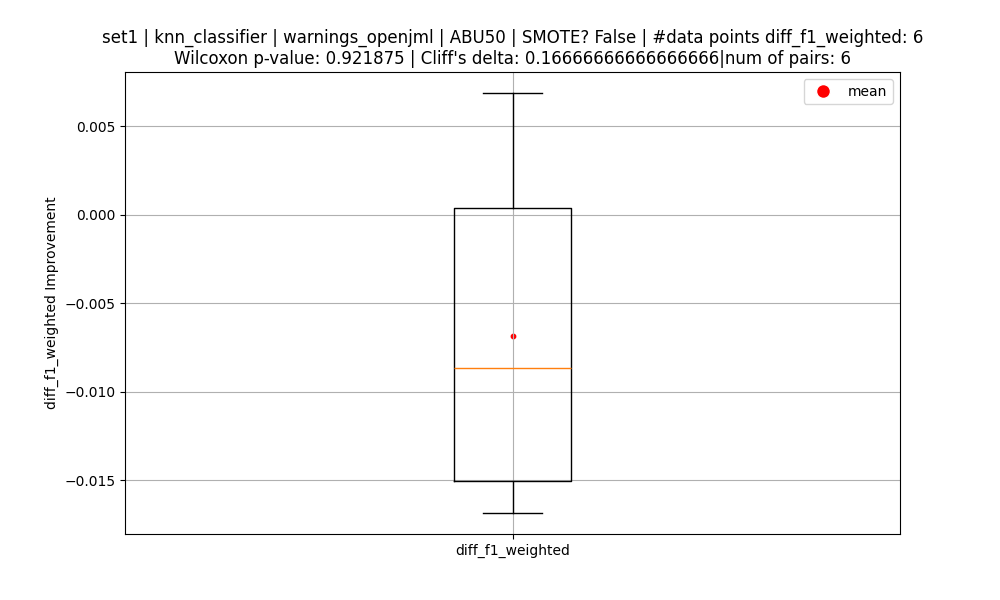 set1 | knn_classifier | warnings_openjml | ABU50 | SMOTE? False | #data points diff_f1_weighted: 6
Wilcoxon p-value: 0.921875 | Cliff's delta: 0.16666666666666666|num of pairs: 6
mean
0.005
0.000
−0.005
−0.010
−0.015
diff_f1_weighted Improvement
diff_f1_weighted